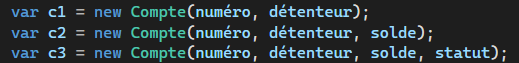 var c1 = new Compte(numéro, détenteur);
var c2 = new Compte(numéro, détenteur, solde);
var c3 = new Compte(numéro, détenteur, solde, statut);